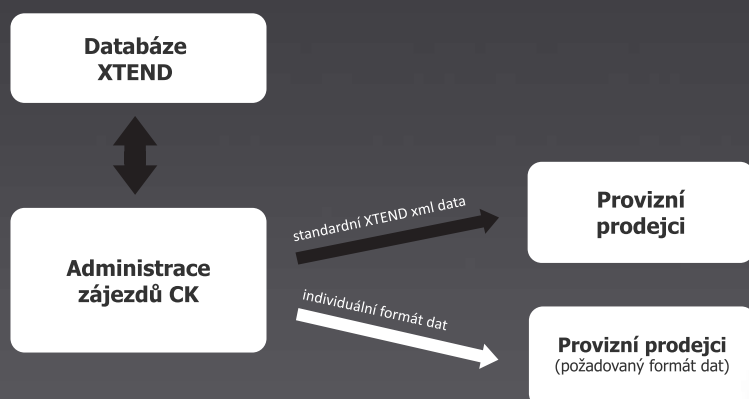 Databáze
XTEND
Administrace
zájezdů CK
standardní XTEND xml data
individuální formát dat
Provizní
prodejci
Provizní prodejci
(požadovaný formát dat)